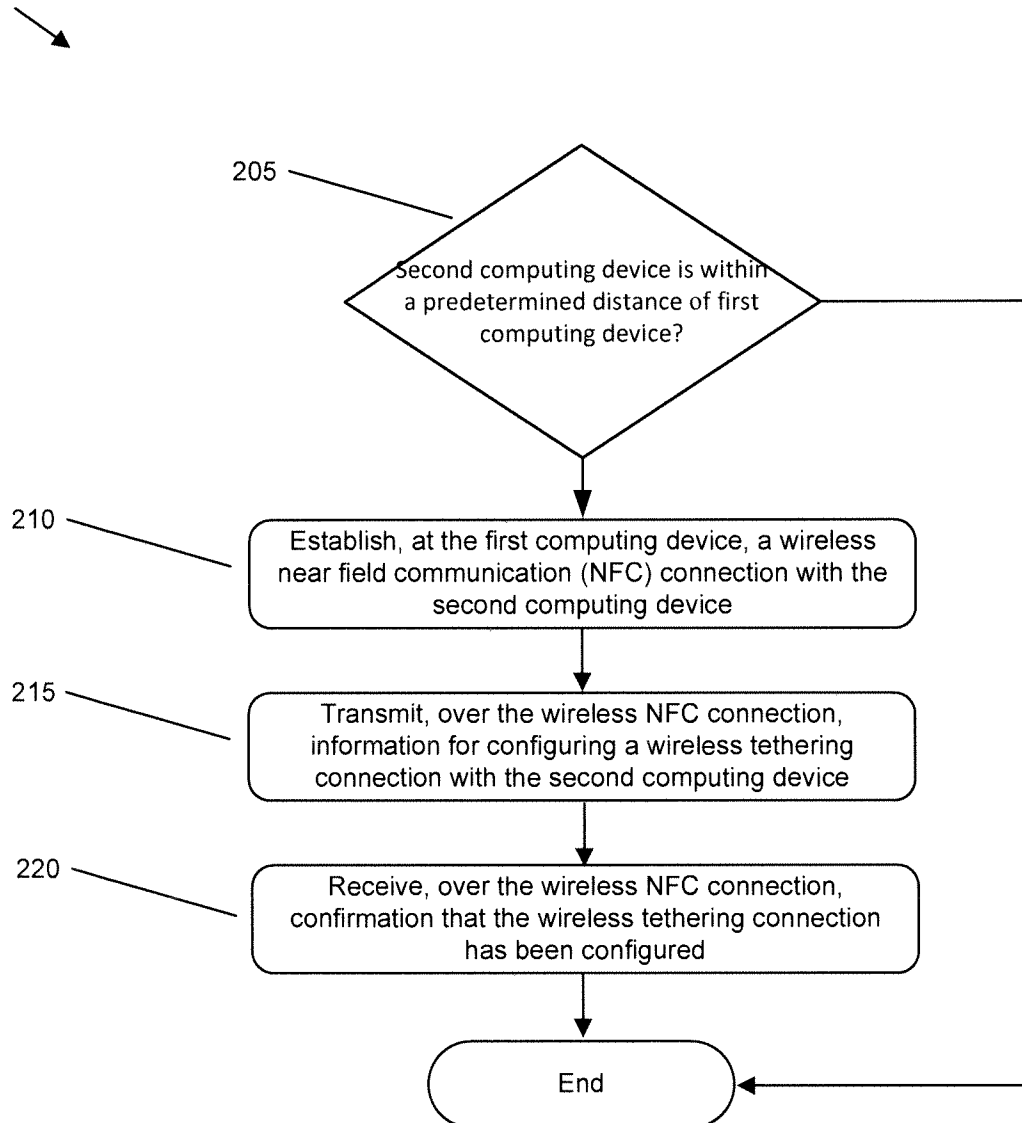 205
Second computing device is within
a predetermined distance of first
computing device?
210
Establish, at the first computing device, a wireless
near field communication (NFC) connection with the
second computing device
215
Transmit, over the wireless NFC connection,
information for configuring a wireless tethering
connection with the second computing device
220
Receive, over the wireless NFC connection,
confirmation that the wireless tethering connection
has been configured
End